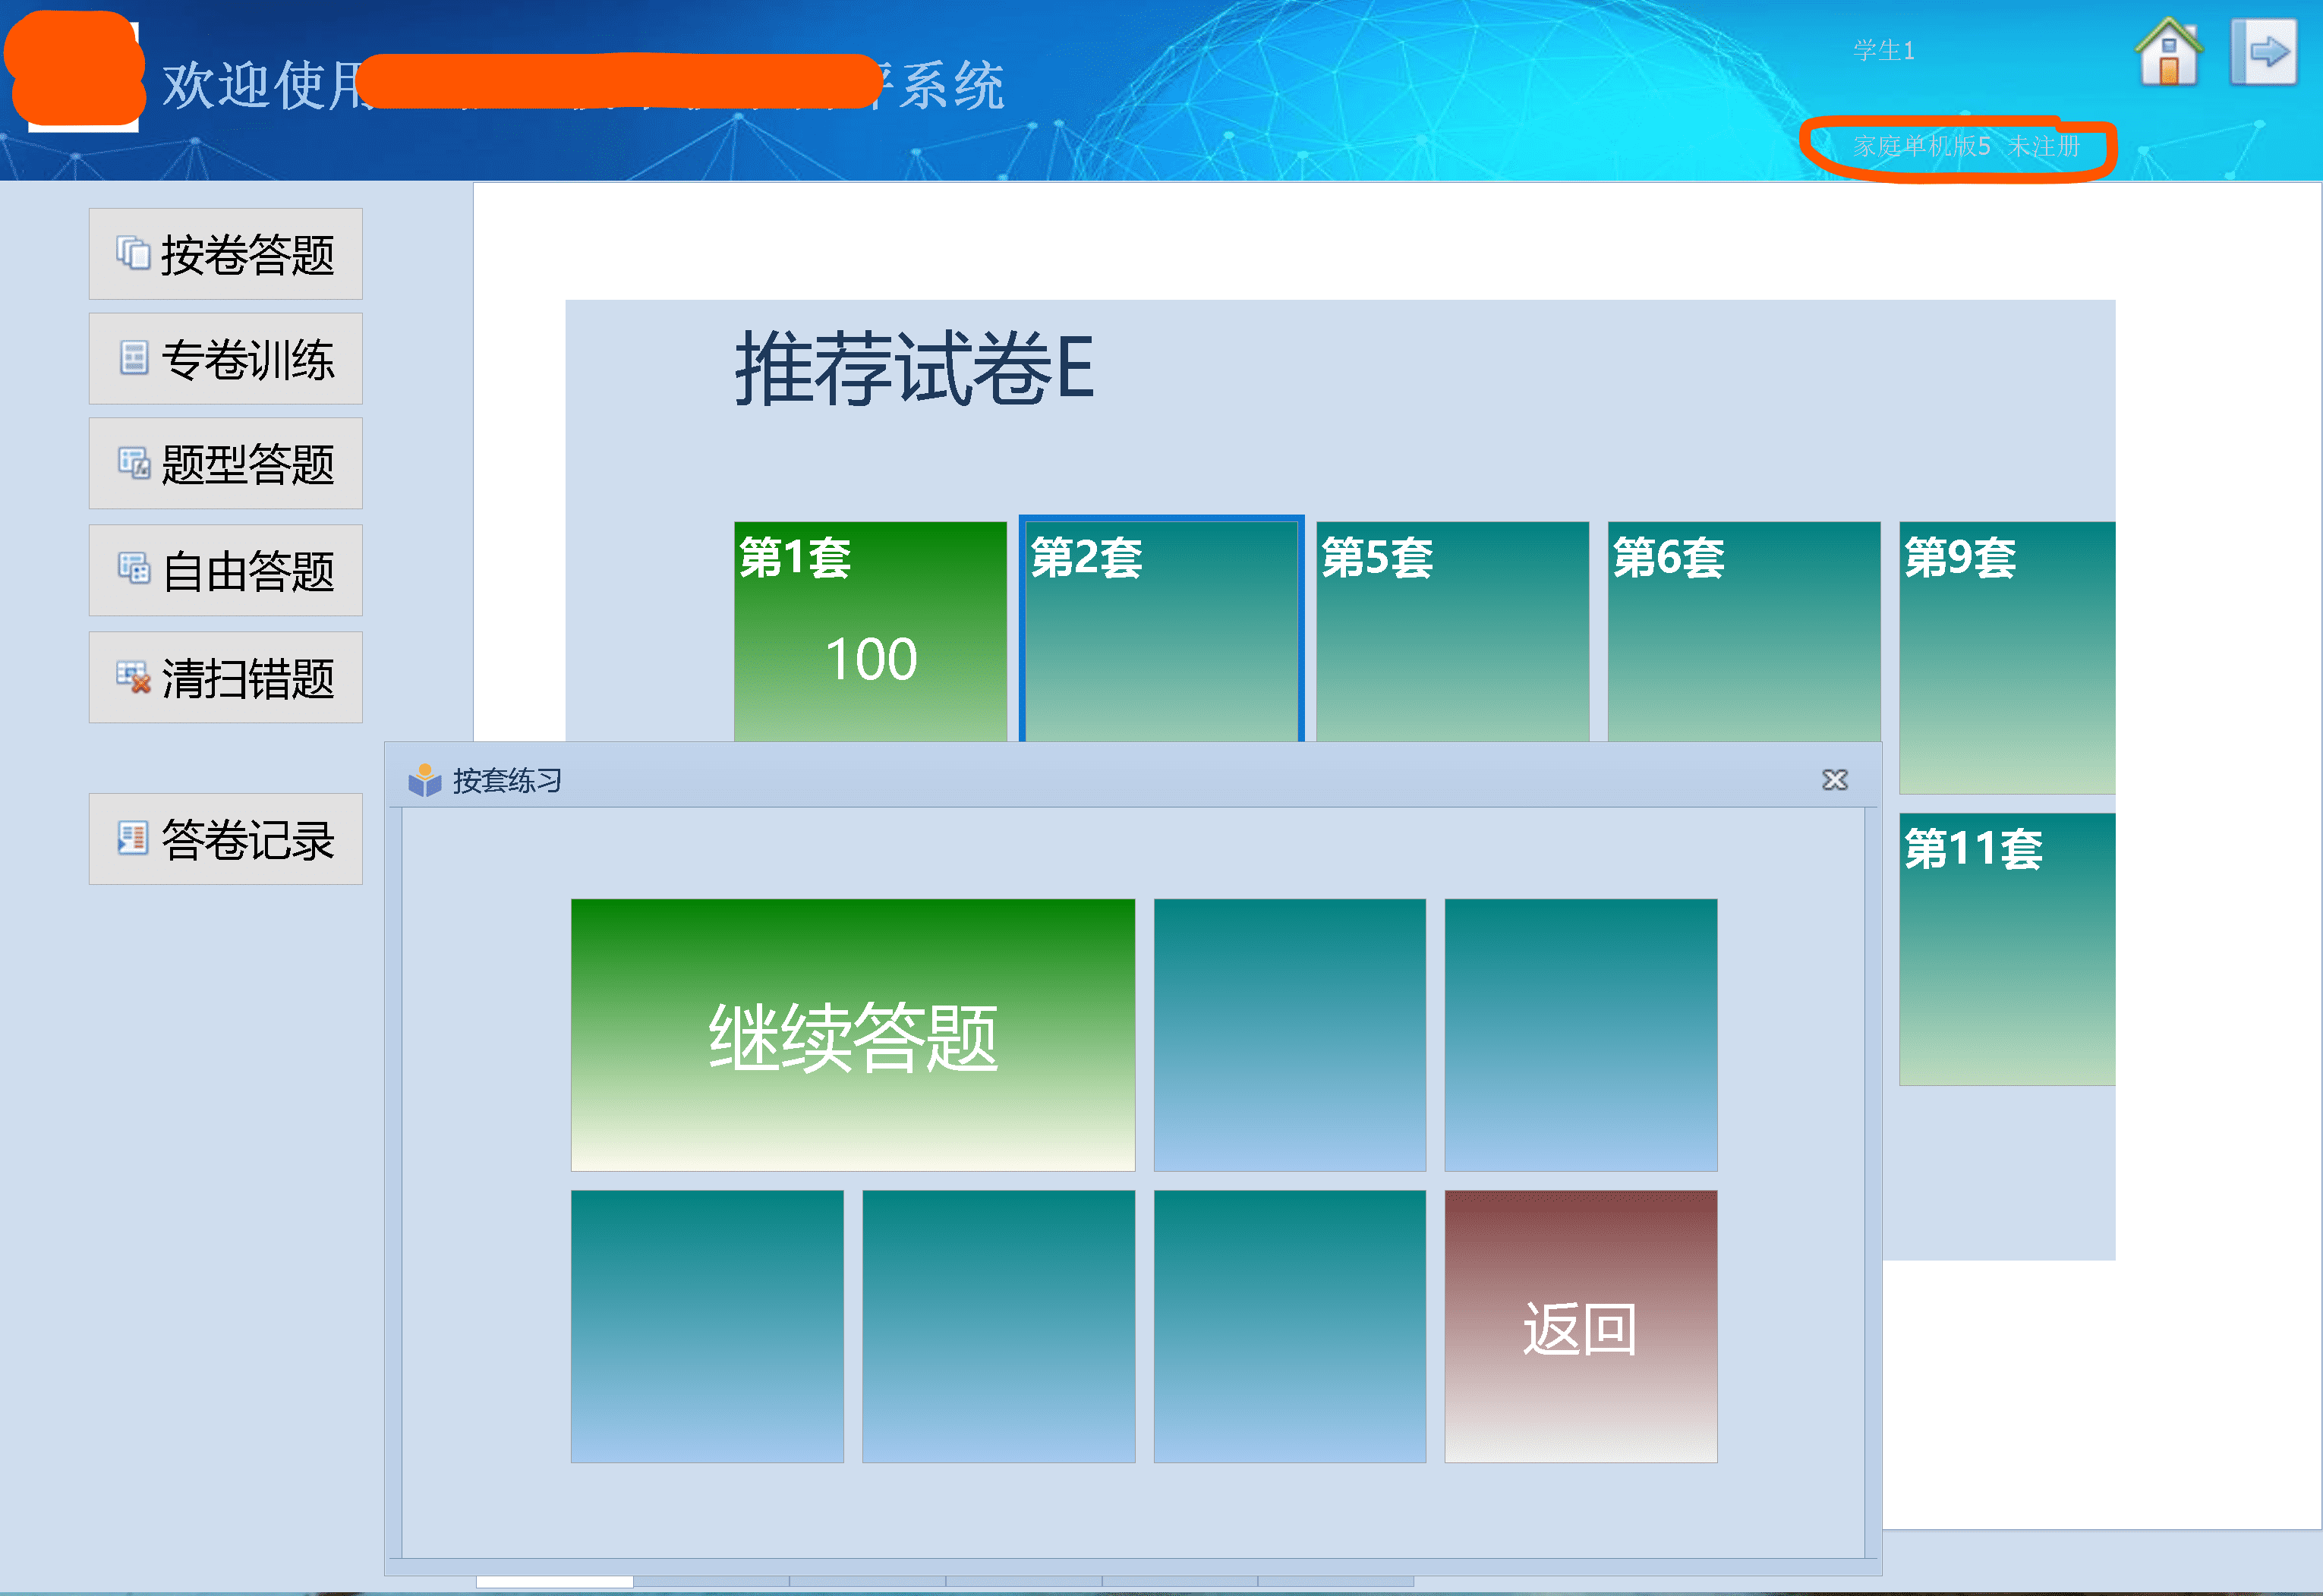 欢迎使用
系统
学生1
家庭单机版5 未注册
按卷答题
专卷训练
题型答题
自由答题
清扫错题
答卷记录
推荐试卷E
第1套
100
第2套
第5套
第6套
第9套
第11套
按套练习
继续答题
返回